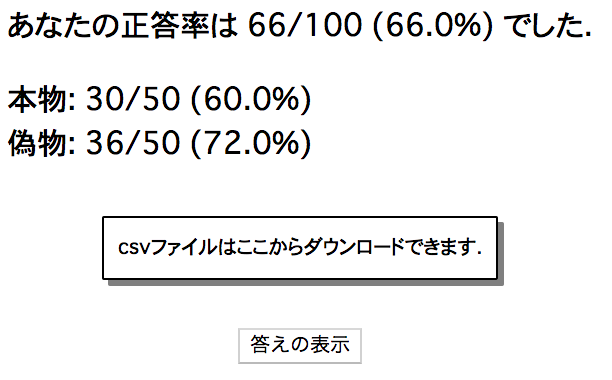 あなたの正答率は 66/100 (66.0%) でした.
本物: 30/50 (60.0%)
偽物: 36/50 (72.0%)
csvファイルはここからダウンロードできます.
答えの表示